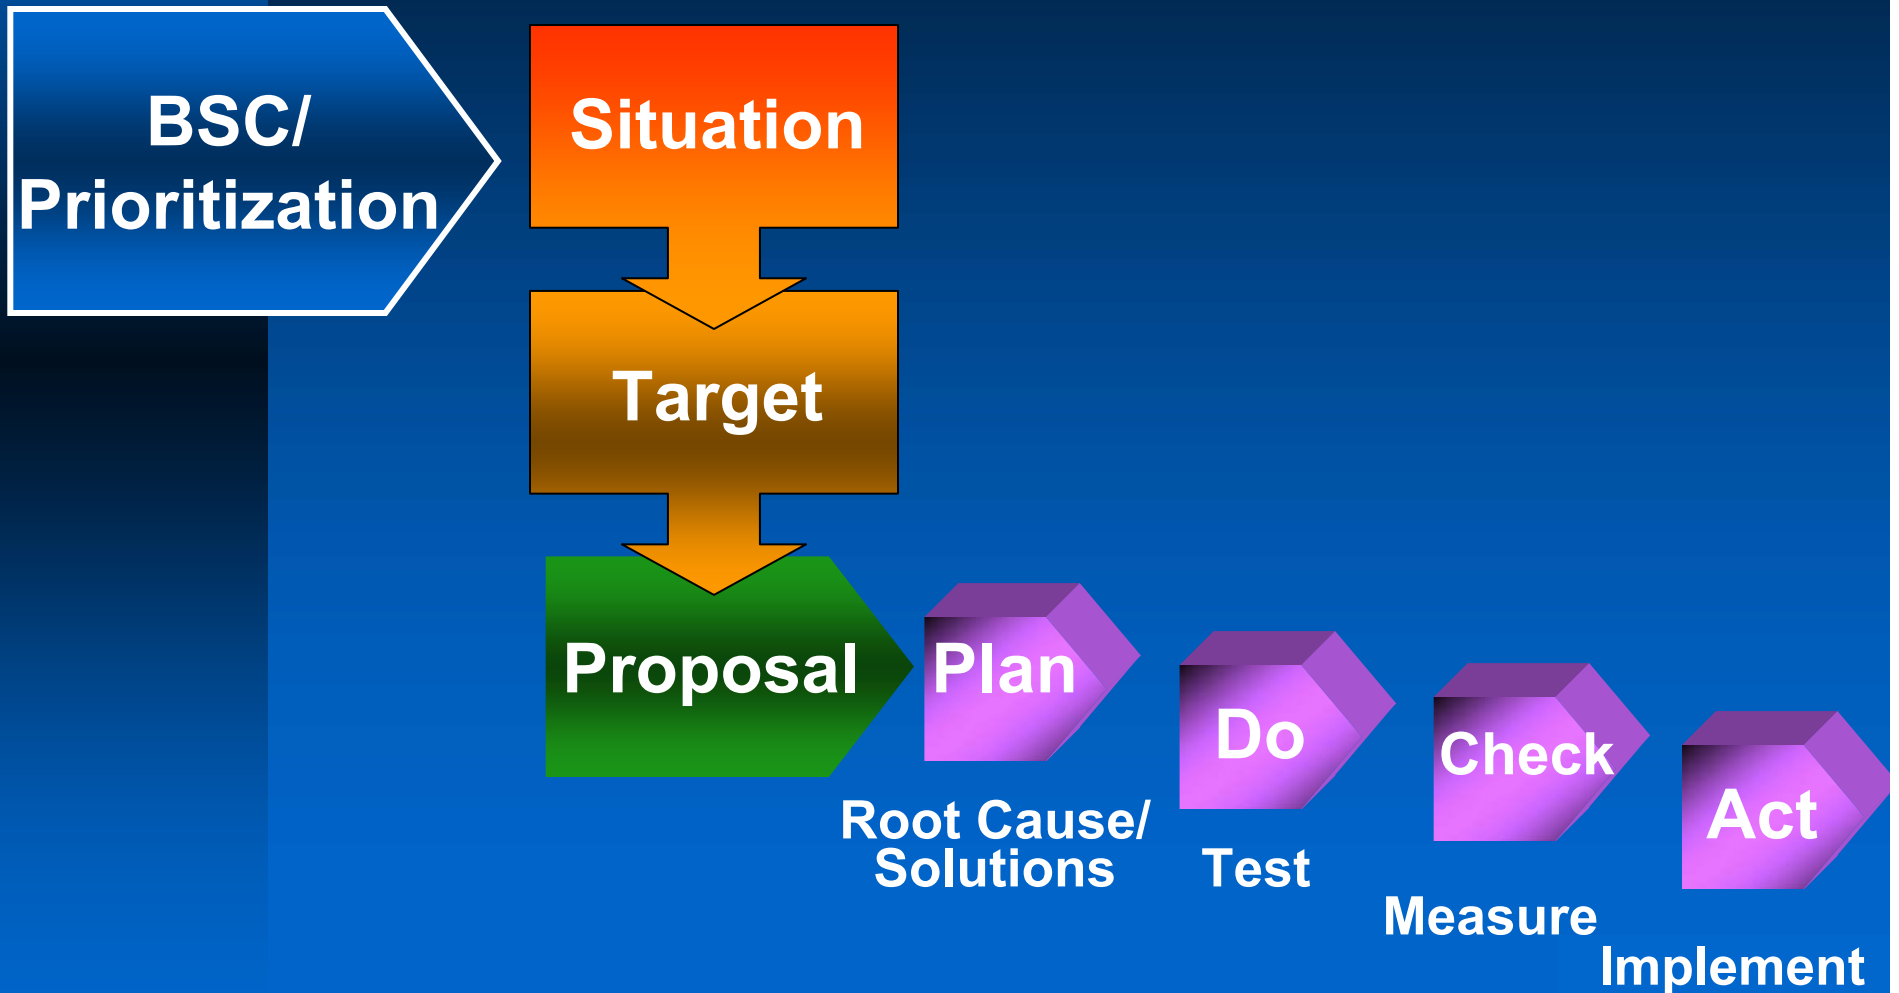 BSC/
Prioritization
Situation
Target
Proposal
Plan
Do
Check
Act
Root Cause/
Solutions
Test
Measure
Implement